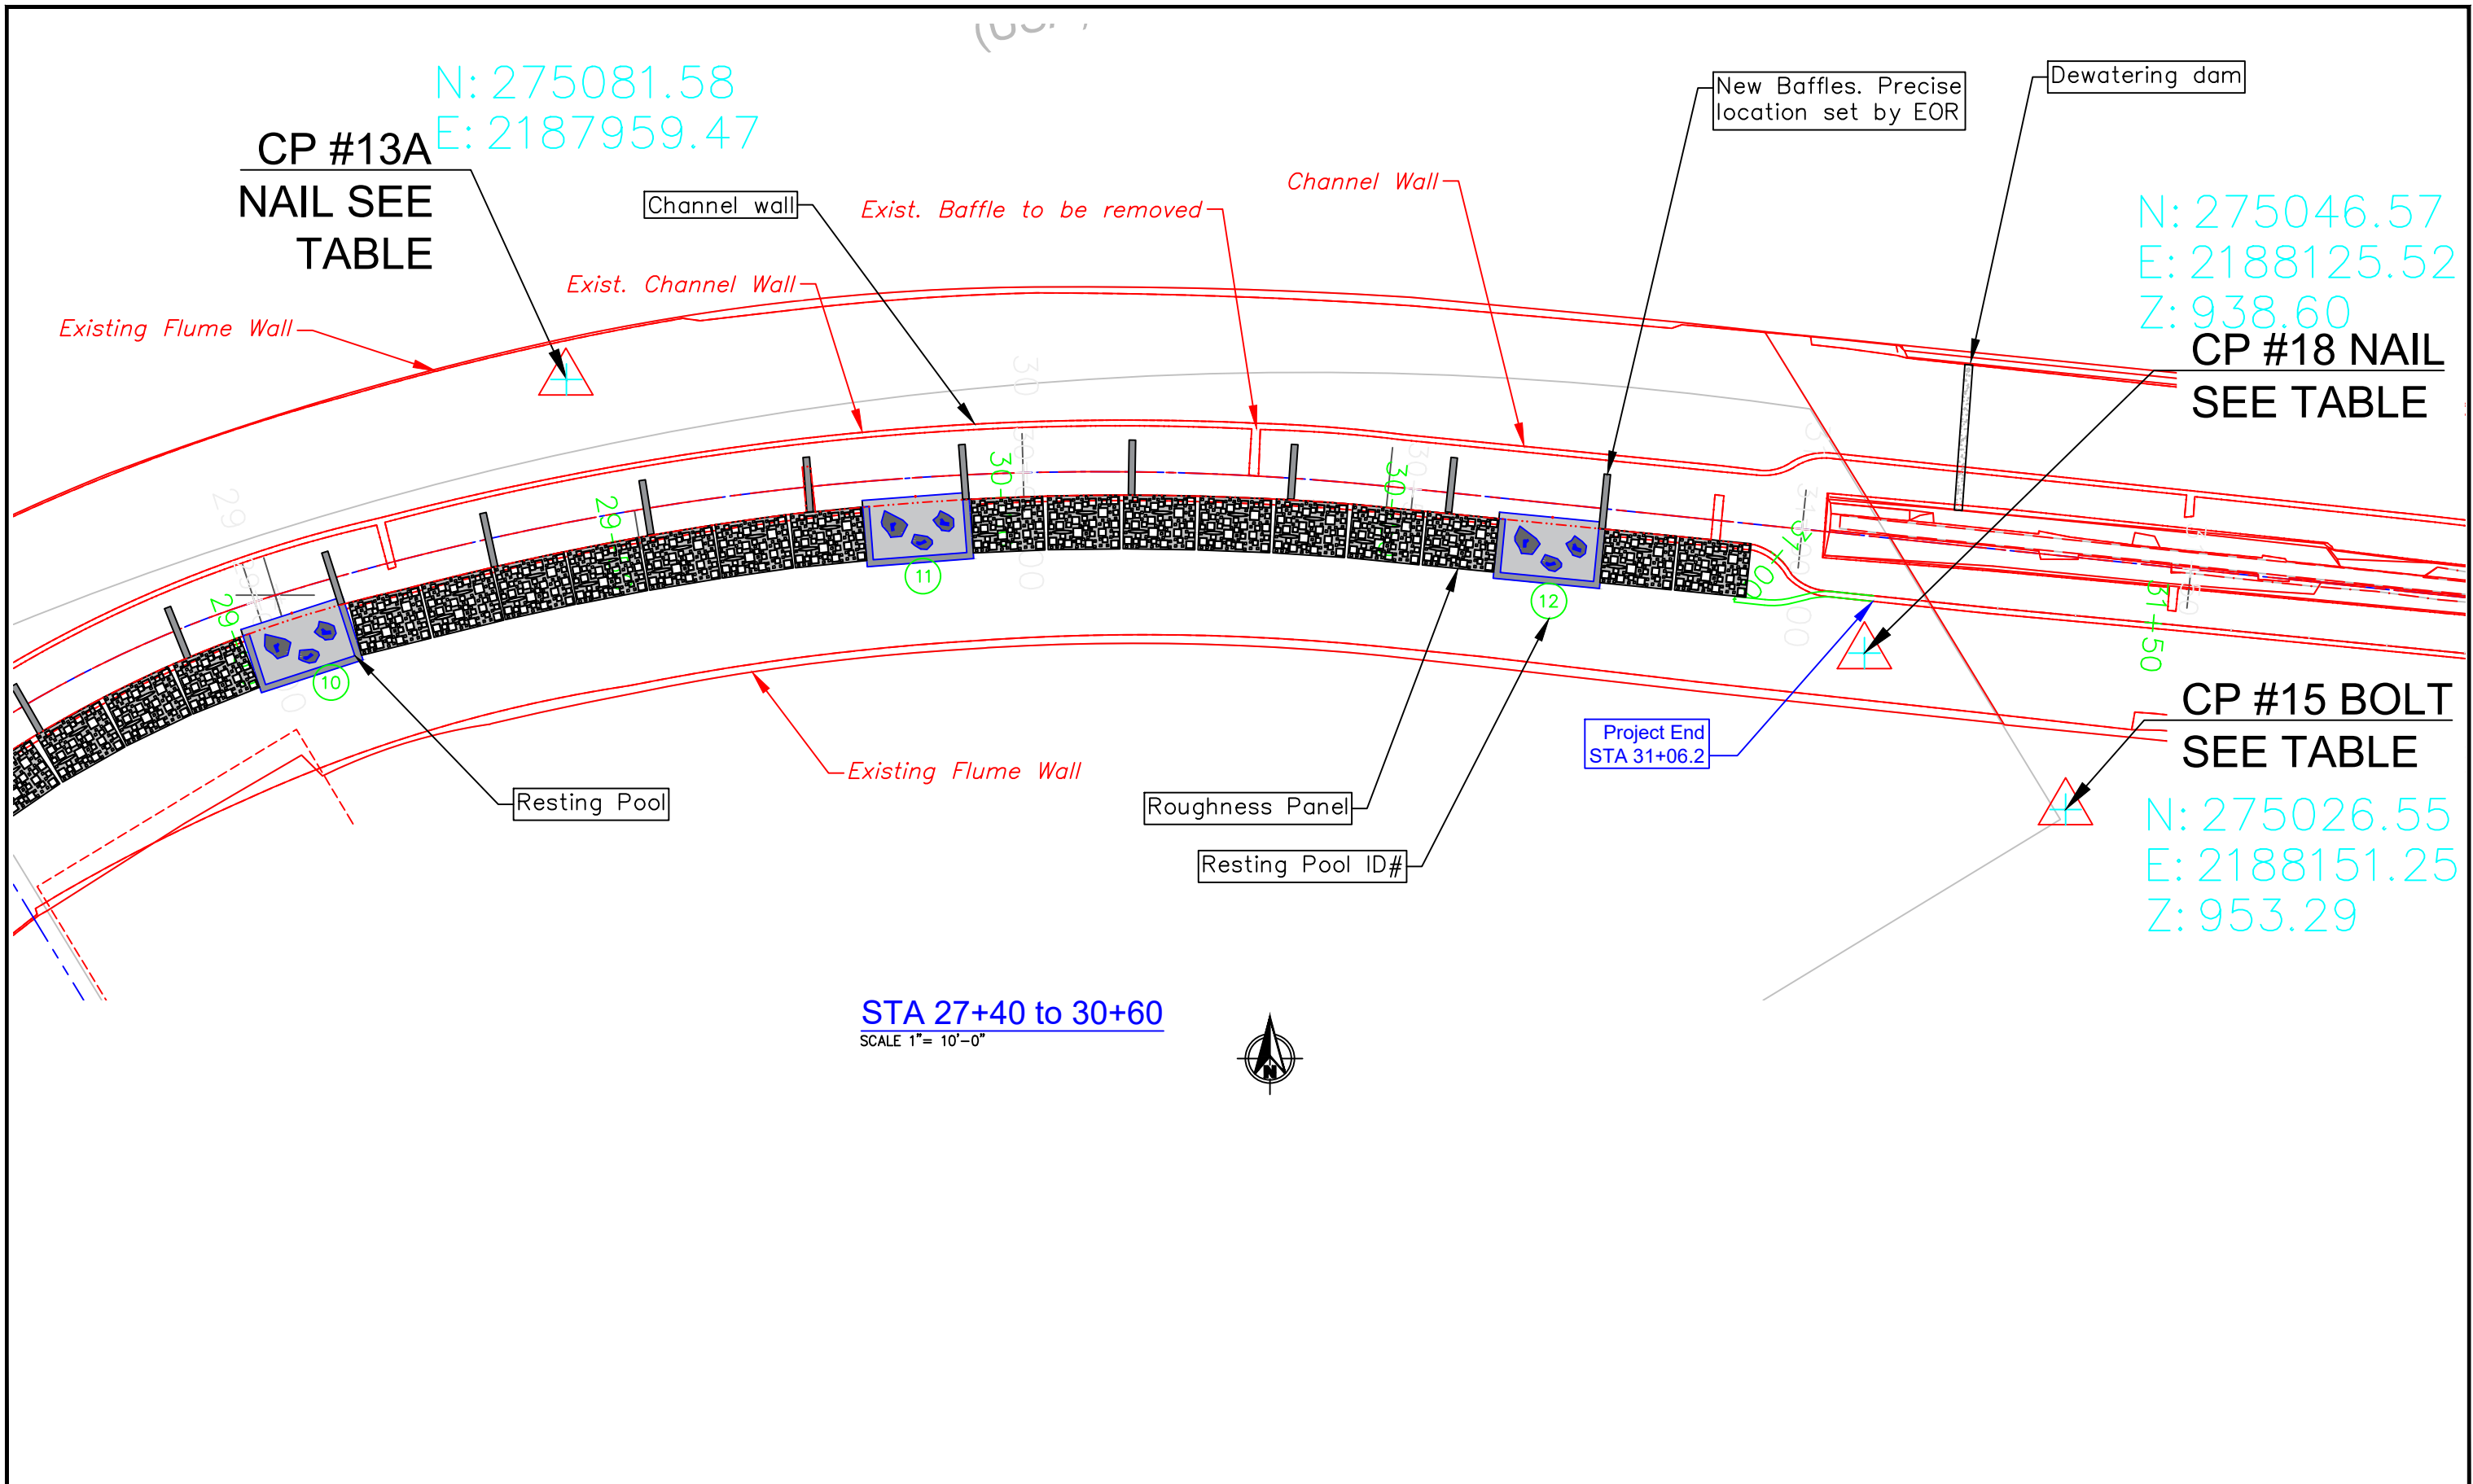 N: 275081.58
E: 2187959.47
CP #13A
NAIL SEE
TABLE
Channel wall
Exist. Baffle to be removed
Channel Wall
New Baffles. Precise
location set by EOR
Dewatering dam
N: 275046.57
E: 2188125.52
Z: 938.60
CP #18 NAIL
SEE TABLE
Exist. Channel Wall
Existing Flume Wall
29
30
10
11
12
31+50
CP #15 BOLT
SEE TABLE
N: 275026.55
E: 2188151.25
Z: 953.29
Project End
STA 31+06.2
Existing Flume Wall
Resting Pool
Roughness Panel
Resting Pool ID#
STA 27+40 to 30+60
SCALE 1"= 10'-0"
N